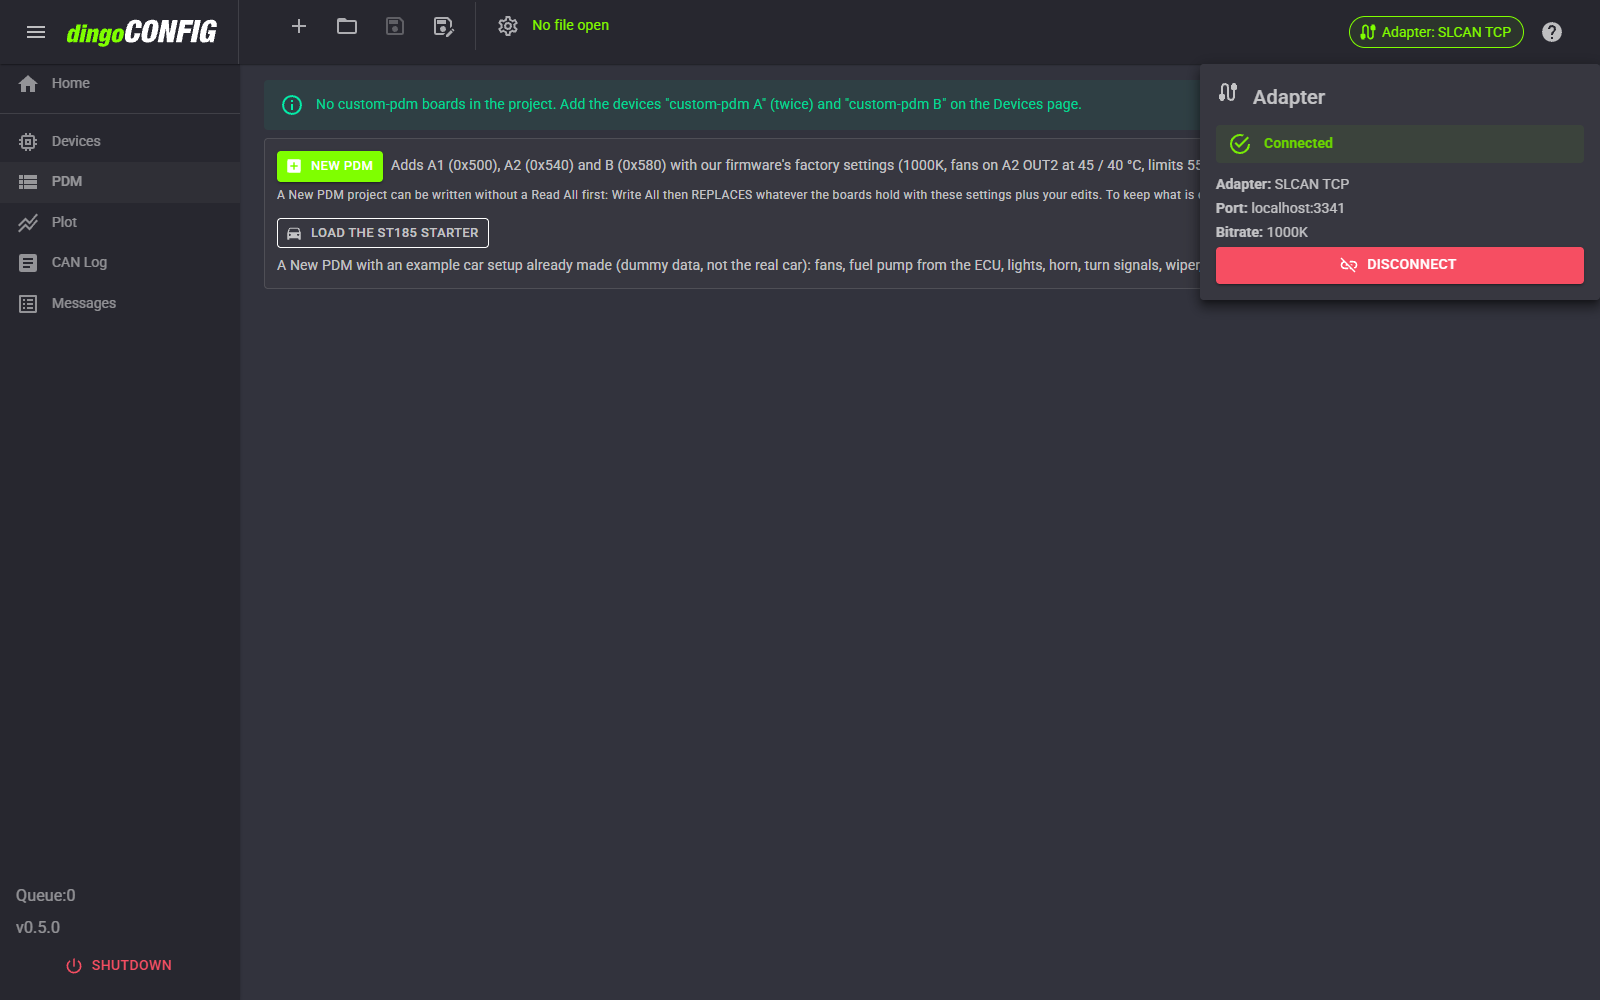 dingoCONFIG
No file open
Adapter: SLCAN TCP
Home
Devices
PDM
Plot
CAN Log
Messages
No custom-pdm boards in the project. Add the devices "custom-pdm A" (twice) and "custom-pdm B" on the Devices page.
NEW PDM
Adds A1 (0x500), A2 (0x540) and B (0x580) with our firmware's factory settings (1000K, fans on A2 OUT2 at 45 / 40 °C, limits 55
A New PDM project can be written without a Read All first: Write All then REPLACES whatever the boards hold with these settings plus your edits. To keep what is
LOAD THE ST185 STARTER
A New PDM with an example car setup already made (dummy data, not the real car): fans, fuel pump from the ECU, lights, horn, turn signals, wiper
Adapter
Connected
Adapter: SLCAN TCP
Port: localhost:3341
Bitrate: 1000K
DISCONNECT
Queue:0
v0.5.0
SHUTDOWN